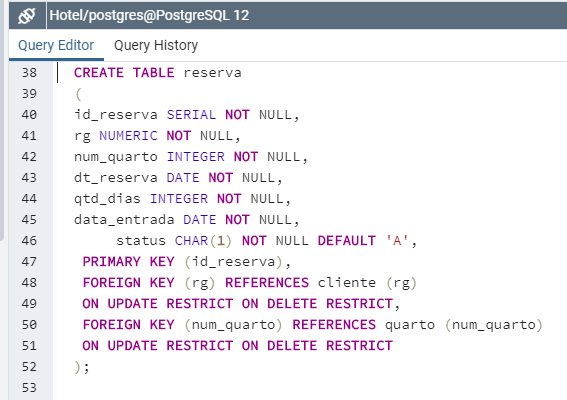 Hotel/postgres@PostgreSQL 12
Query Editor Query History
38 CREATE TABLE reserva
39 (
40 id_reserva SERIAL NOT NULL,
41 rg NUMERIC NOT NULL,
42 num_quarto INTEGER NOT NULL,
43 dt_reserva DATE NOT NULL,
44 qtd_dias INTEGER NOT NULL,
45 data_entrada DATE NOT NULL,
46 status CHAR(1) NOT NULL DEFAULT 'A',
47 PRIMARY KEY (id_reserva),
48 FOREIGN KEY (rg) REFERENCES cliente (rg)
49 ON UPDATE RESTRICT ON DELETE RESTRICT,
50 FOREIGN KEY (num_quarto) REFERENCES quarto (num_quarto)
51 ON UPDATE RESTRICT ON DELETE RESTRICT
52 );
53